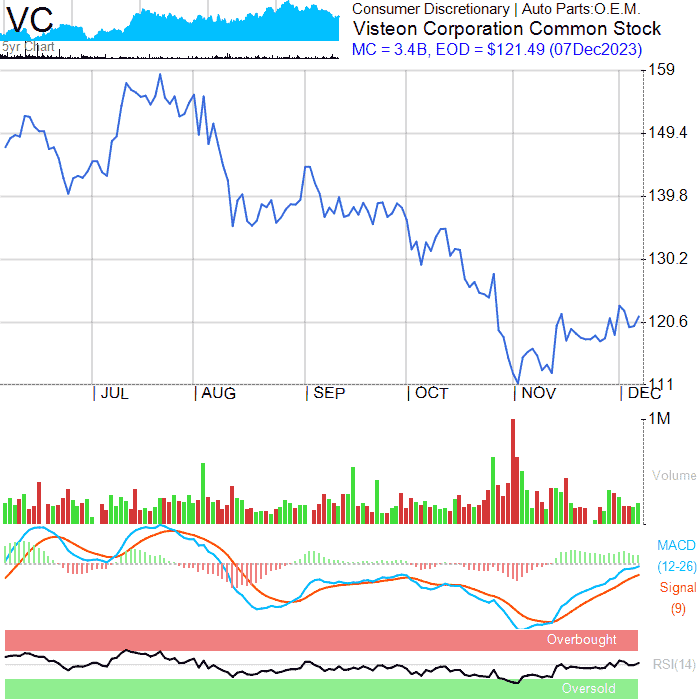 VC
5yr Chart
Consumer Discretionary | Auto Parts:O.E.M.
Visteon Corporation Common Stock
MC = 3.4B, EOD = $121.49 (07Dec2023)
159
149.4
139.8
130.2
120.6
111
JUL AUG SEP OCT NOV DEC
1M
Volume
MACD
(12-26)
Signal
(9)
Overbought
RSI(14)
Oversold